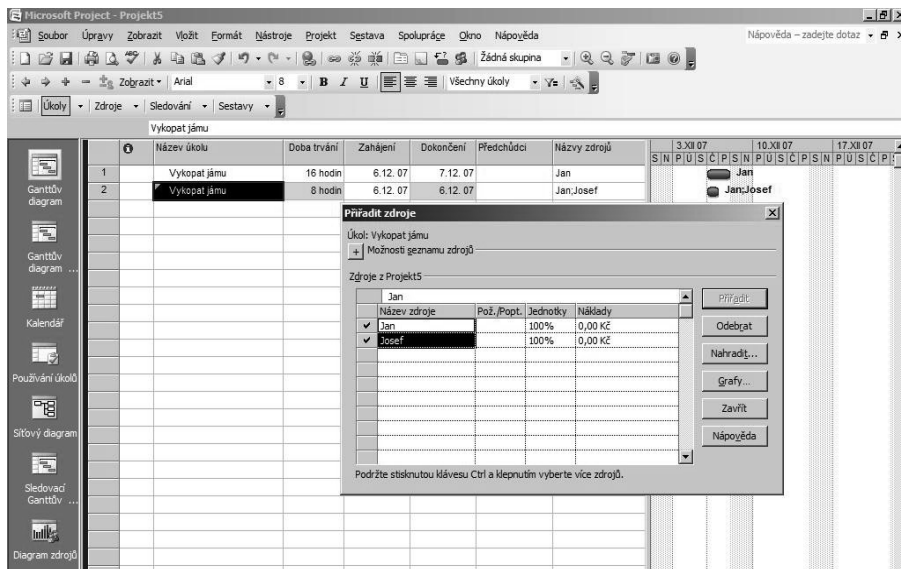 Microsoft Project - Projekt5
Soubor Úpravy Zobrazit Vložit Formát Nástroje Projekt Sestava Spolupráce Okno Nápověda
Nápověda – zadejte dotaz
Žádná skupina
Zobrazit Arial 8 B I U Všechny úkoly
Úkoly Zdroje Sledování Sestavy
Vykopat jámu
Název úkolu Doba trvání Zahájení Dokončení Předchůdci Názvy zdrojů
3.XII 07 10.XII 07 17.XII 07
S N P Ú S Č P S N P Ú S Č P S N P Ú S Č P
1 Vykopat jámu 16 hodin 6.12. 07 7.12. 07 Jan
Jan
2 Vykopat jámu 8 hodin 6.12. 07 6.12. 07 Jan;Josef
Jan;Josef
Ganttův
diagram
Ganttův
diagram ...
Kalendář
Používání úkolů
Síťový diagram
Sledovací
Ganttův ...
Diagram zdrojů
Přiřadit zdroje
Úkol: Vykopat jámu
+ Možnosti seznamu zdrojů
Zdroje z Projekt5
Jan
Název zdroje Pož./Popt. Jednotky Náklady
Jan 100% 0,00 Kč
Josef 100% 0,00 Kč
Přiřadit
Odebrat
Nahradit...
Grafy...
Zavřít
Nápověda
Podržte stisknutou klávesu Ctrl a klepnutím vyberte více zdrojů.